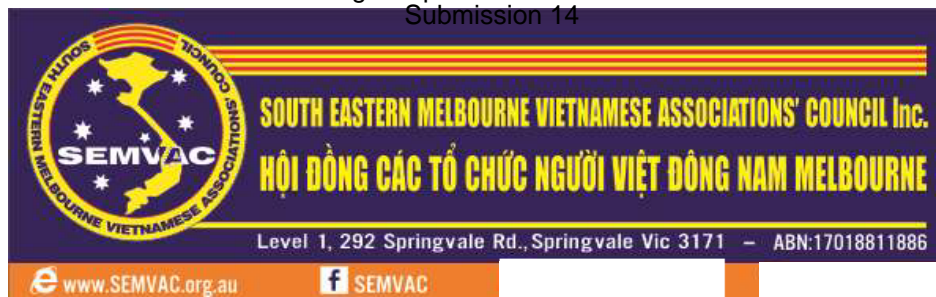 Submission 14
SOUTH EASTERN MELBOURNE VIETNAMESE ASSOCIATIONS' COUNCIL
SEMVAC
SOUTH EASTERN MELBOURNE VIETNAMESE ASSOCIATIONS' COUNCIL Inc.
HỘI ĐỒNG CÁC TỔ CHỨC NGƯỜI VIỆT ĐÔNG NAM MELBOURNE
Level 1, 292 Springvale Rd., Springvale Vic 3171 – ABN:17018811886
www.SEMVAC.org.au
SEMVAC